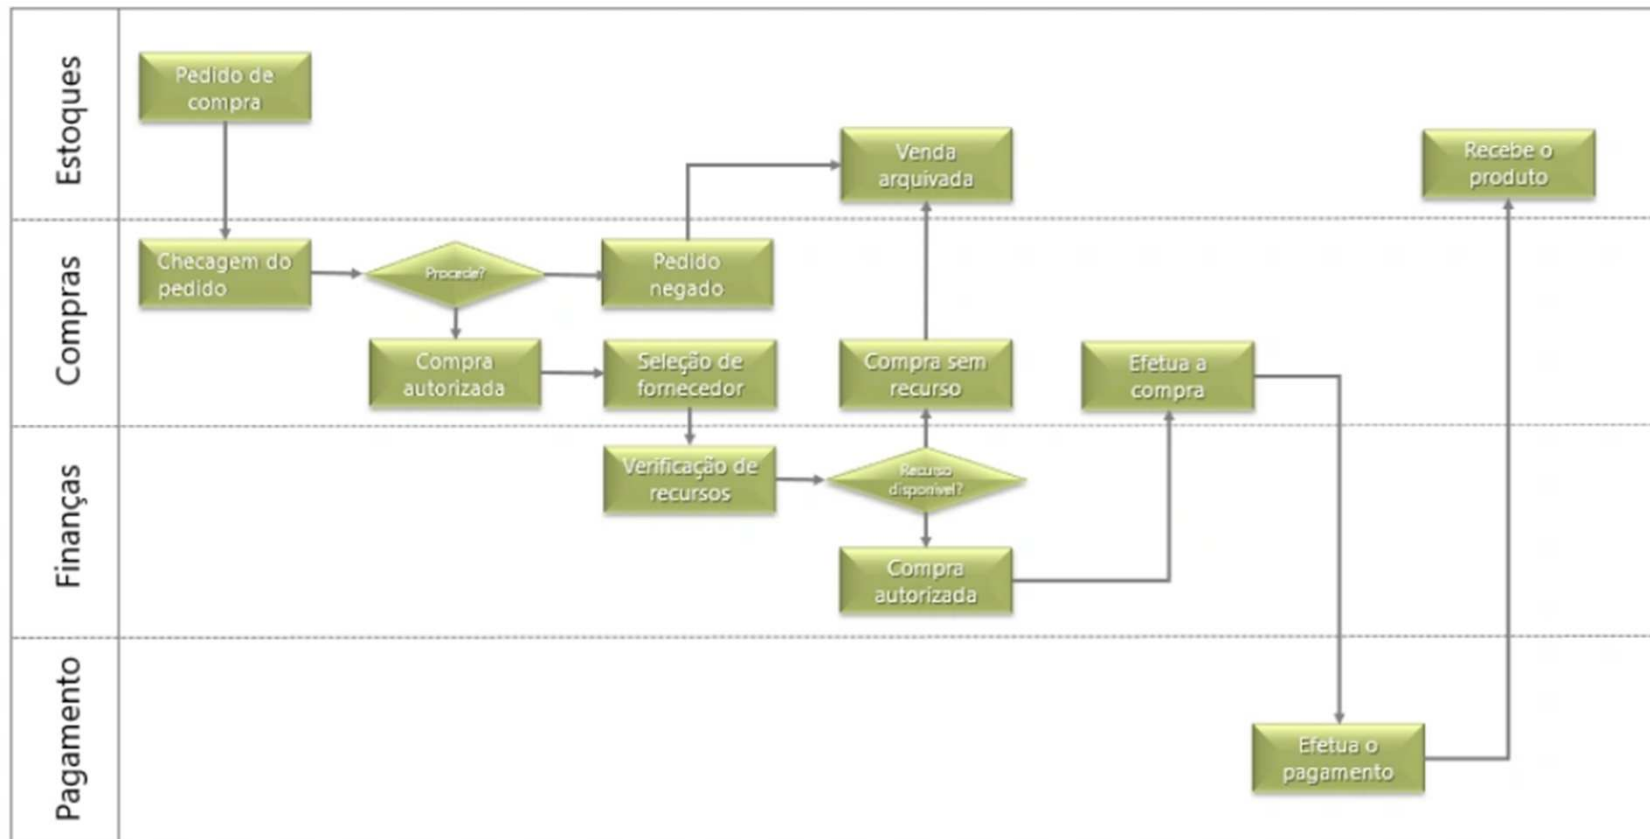 Estoques
Pedido de
compra
Venda
arquivada
Recebe o
produto
Compras
Checagem do
pedido
Procede?
Pedido
negado
Compra
autorizada
Seleção de
fornecedor
Compra sem
recurso
Efetua a
compra
Finanças
Verificação de
recursos
Recurso
disponível?
Compra
autorizada
Pagamento
Efetua o
pagamento